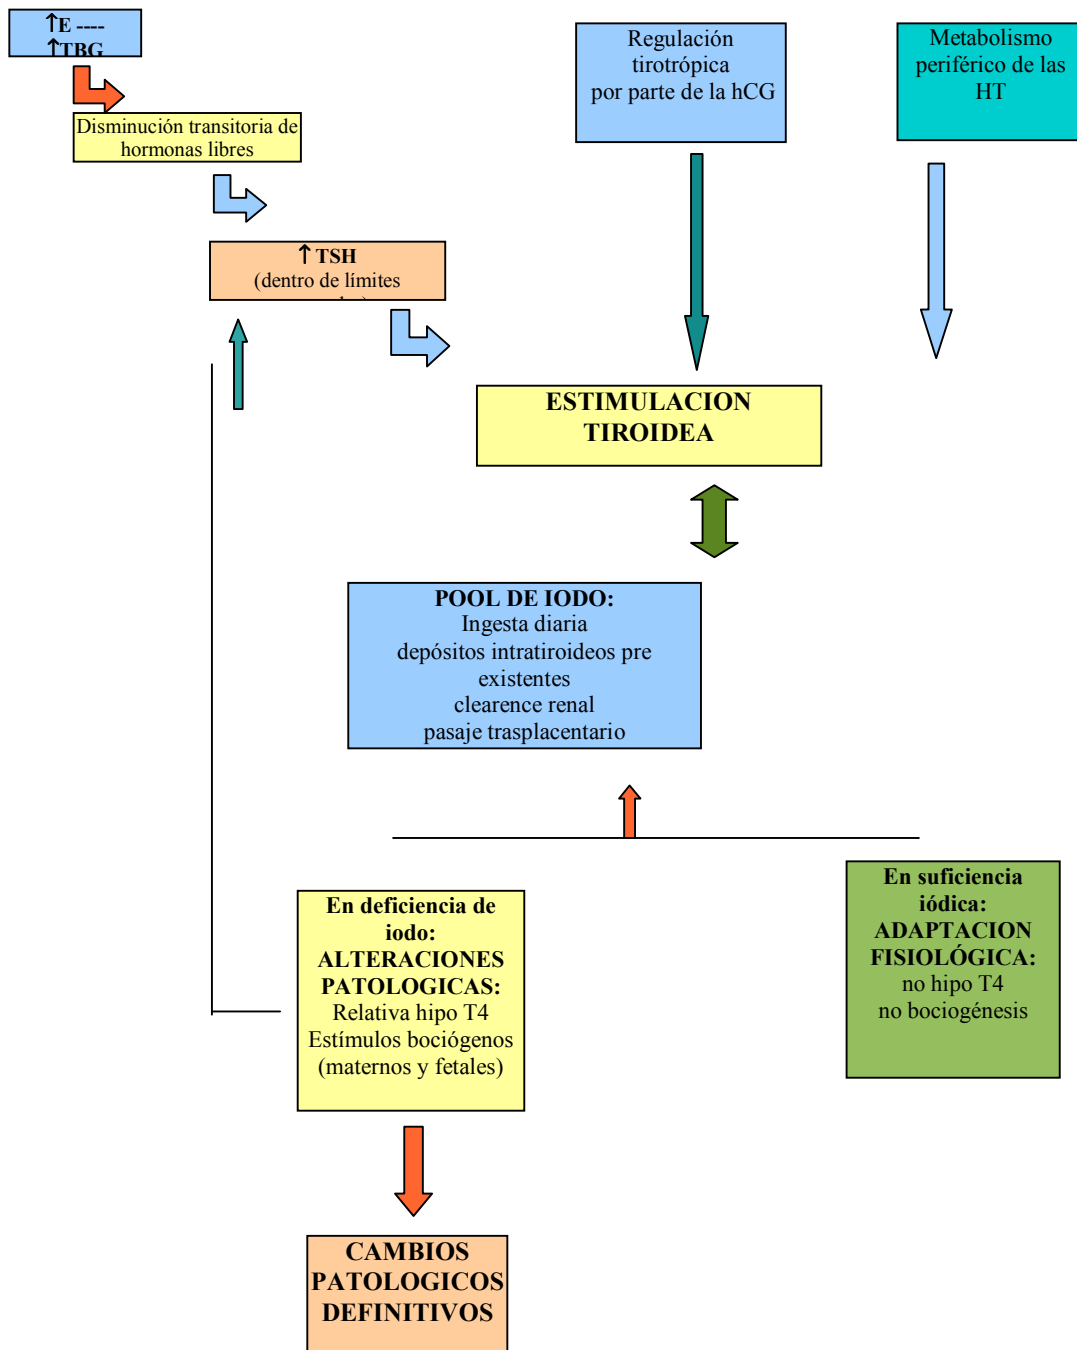 ↑E ----
↑TBG
Disminución transitoria de
hormonas libres
↑ TSH
(dentro de límites
Regulación
tirotrópica
por parte de la hCG
Metabolismo
periférico de las
HT
ESTIMULACION
TIROIDEA
POOL DE IODO:
Ingesta diaria
depósitos intratiroideos pre
existentes
clearence renal
pasaje trasplacentario
En deficiencia de
iodo:
ALTERACIONES
PATOLOGICAS:
Relativa hipo T4
Estímulos bociógenos
(maternos y fetales)
En suficiencia
iódica:
ADAPTACION
FISIOLÓGICA:
no hipo T4
no bociogénesis
CAMBIOS
PATOLOGICOS
DEFINITIVOS